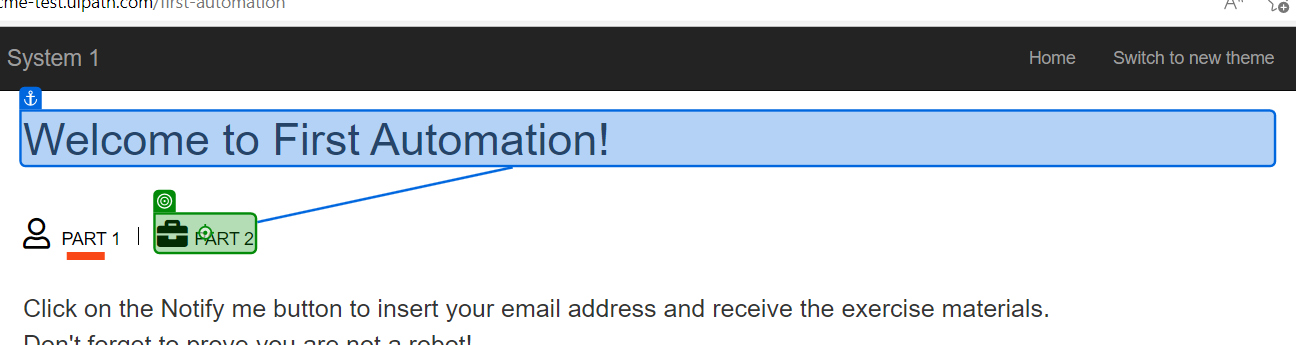 cme-test.uipath.com/first-automation
System 1 Home Switch to new theme
Welcome to First Automation!
PART 1 | PART 2
Click on the Notify me button to insert your email address and receive the exercise materials.
Don't forget to prove you are not a robot!